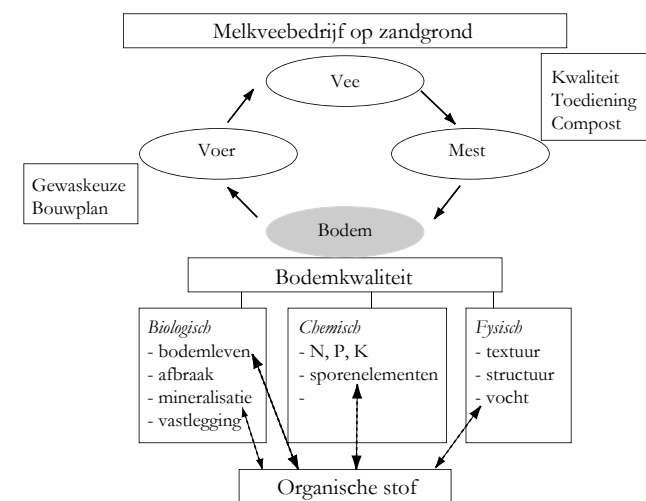 Melkveebedrijf op zandgrond
Vee
Kwaliteit
Toediening
Compost
Voer
Mest
Gewaskeuze
Bouwplan
Bodem
Bodemkwaliteit
Biologisch
- bodemleven
- afbraak
- mineralisatie
- vastlegging
Chemisch
- N, P, K
- sporenelementen
-
Fysisch
- textuur
- structuur
- vocht
Organische stof